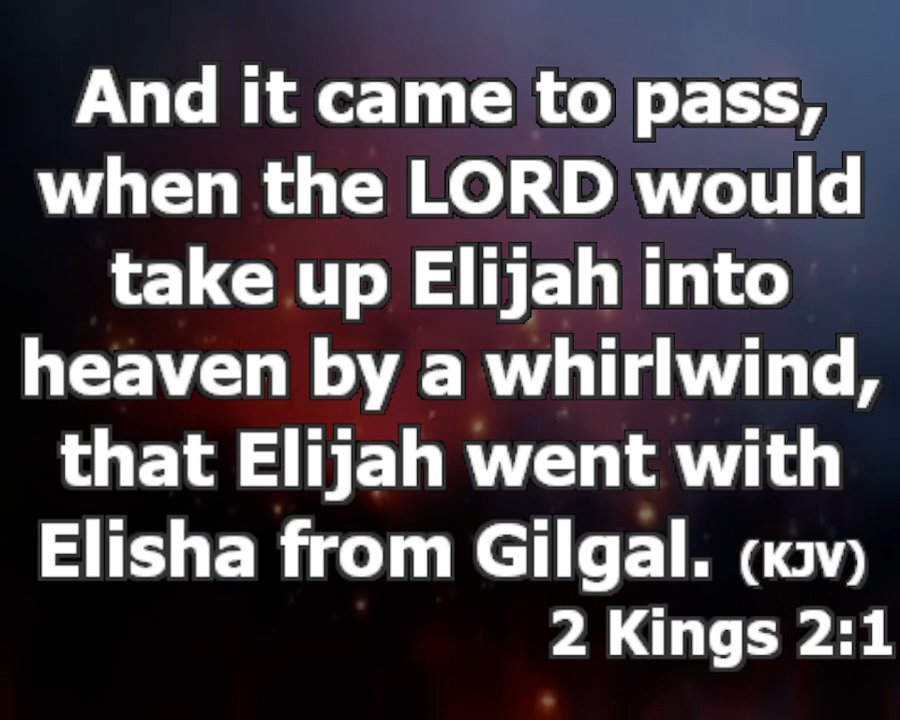 And it came to pass,
when the LORD would
take up Elijah into
heaven by a whirlwind,
that Elijah went with
Elisha from Gilgal. (KJV)
2 Kings 2:1